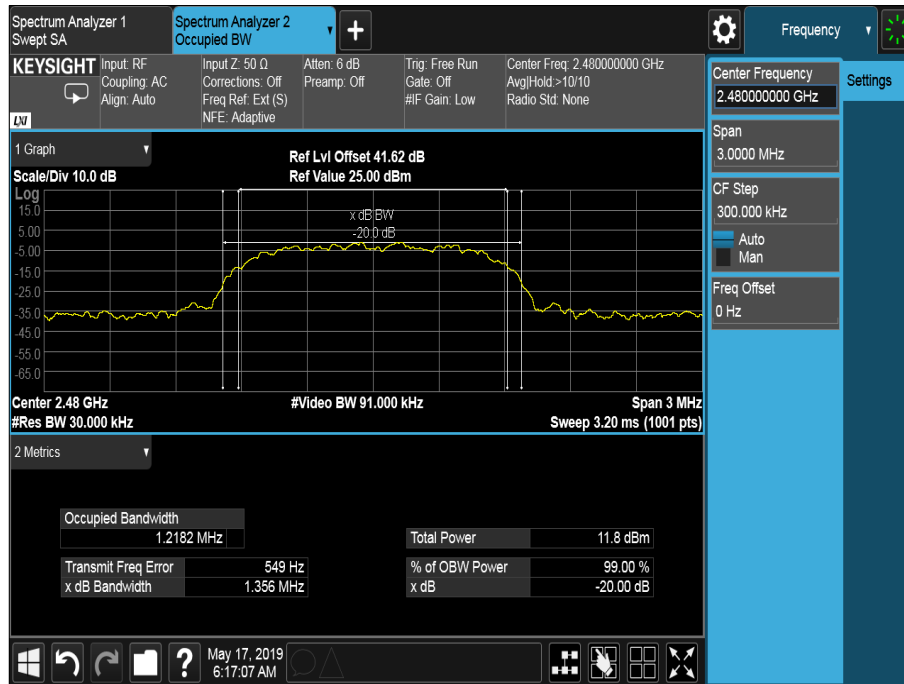 Spectrum Analyzer 1
Swept SA
Spectrum Analyzer 2
Occupied BW
Frequency
KEYSIGHT
LXI
Input: RF
Coupling: AC
Align: Auto
Input Z: 50 Ω
Corrections: Off
Freq Ref: Ext (S)
NFE: Adaptive
Atten: 6 dB
Preamp: Off
Trig: Free Run
Gate: Off
#IF Gain: Low
Center Freq: 2.480000000 GHz
Avg|Hold:>10/10
Radio Std: None
Center Frequency
2.480000000 GHz
Settings
Span
3.0000 MHz
CF Step
300.000 kHz
Auto
Man
Freq Offset
0 Hz
1 Graph
Scale/Div 10.0 dB
Ref Lvl Offset 41.62 dB
Ref Value 25.00 dBm
Log
15.0
5.00
-5.00
-15.0
-25.0
-35.0
-45.0
-55.0
-65.0
x dB BW
-20.0 dB
Center 2.48 GHz
#Video BW 91.000 kHz
Span 3 MHz
#Res BW 30.000 kHz
Sweep 3.20 ms (1001 pts)
2 Metrics
Occupied Bandwidth
1.2182 MHz
Total Power 11.8 dBm
Transmit Freq Error 549 Hz
% of OBW Power 99.00 %
x dB Bandwidth 1.356 MHz
x dB -20.00 dB
?
May 17, 2019
6:17:07 AM